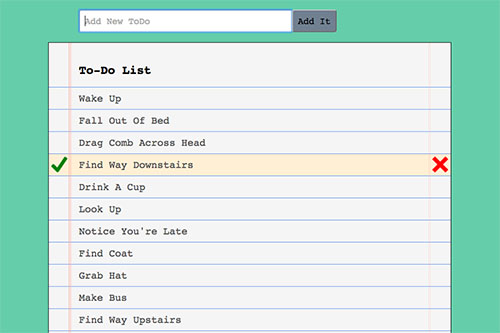 Add New ToDo
Add It
To-Do List
Wake Up
Fall Out Of Bed
Drag Comb Across Head
Find Way Downstairs
Drink A Cup
Look Up
Notice You're Late
Find Coat
Grab Hat
Make Bus
Find Way Upstairs